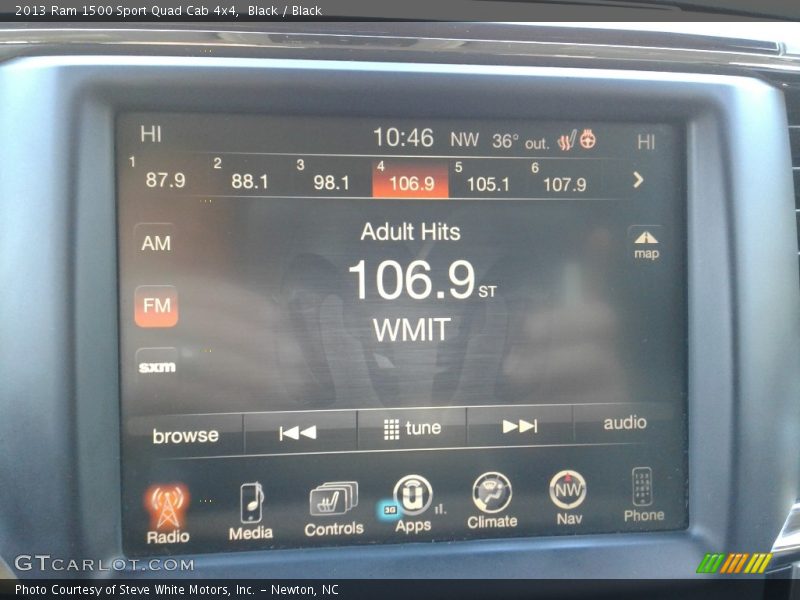 2013 Ram 1500 Sport Quad Cab 4x4, Black / Black
HI 10:46 NW 36° out. HI
1 87.9 2 88.1 3 98.1 4 106.9 5 105.1 6 107.9
Adult Hits
AM
map
106.9 ST
FM
WMIT
sxm
browse tune audio
3G NW
Radio Media Controls Apps Climate Nav Phone
GTCARLOT.COM
Photo Courtesy of Steve White Motors, Inc. – Newton, NC